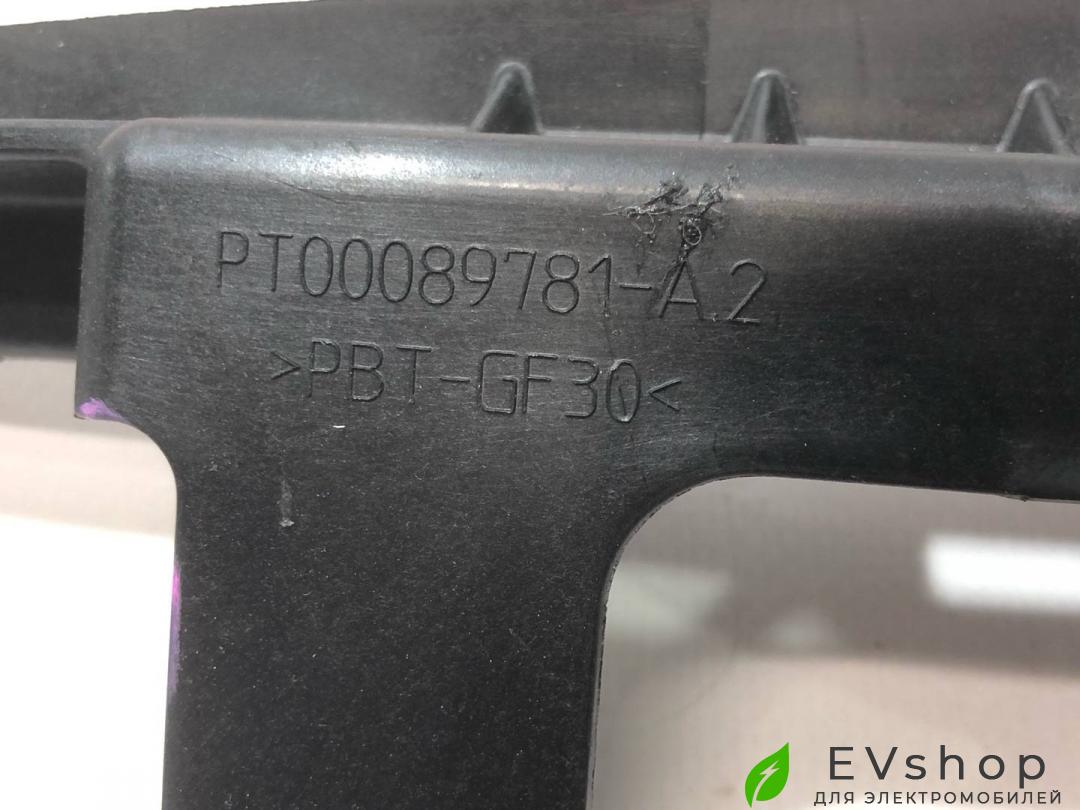 PT00089781-A.2
>PBT-GF30<
EVshop
ДЛЯ ЭЛЕКТРОМОБИЛЕЙ